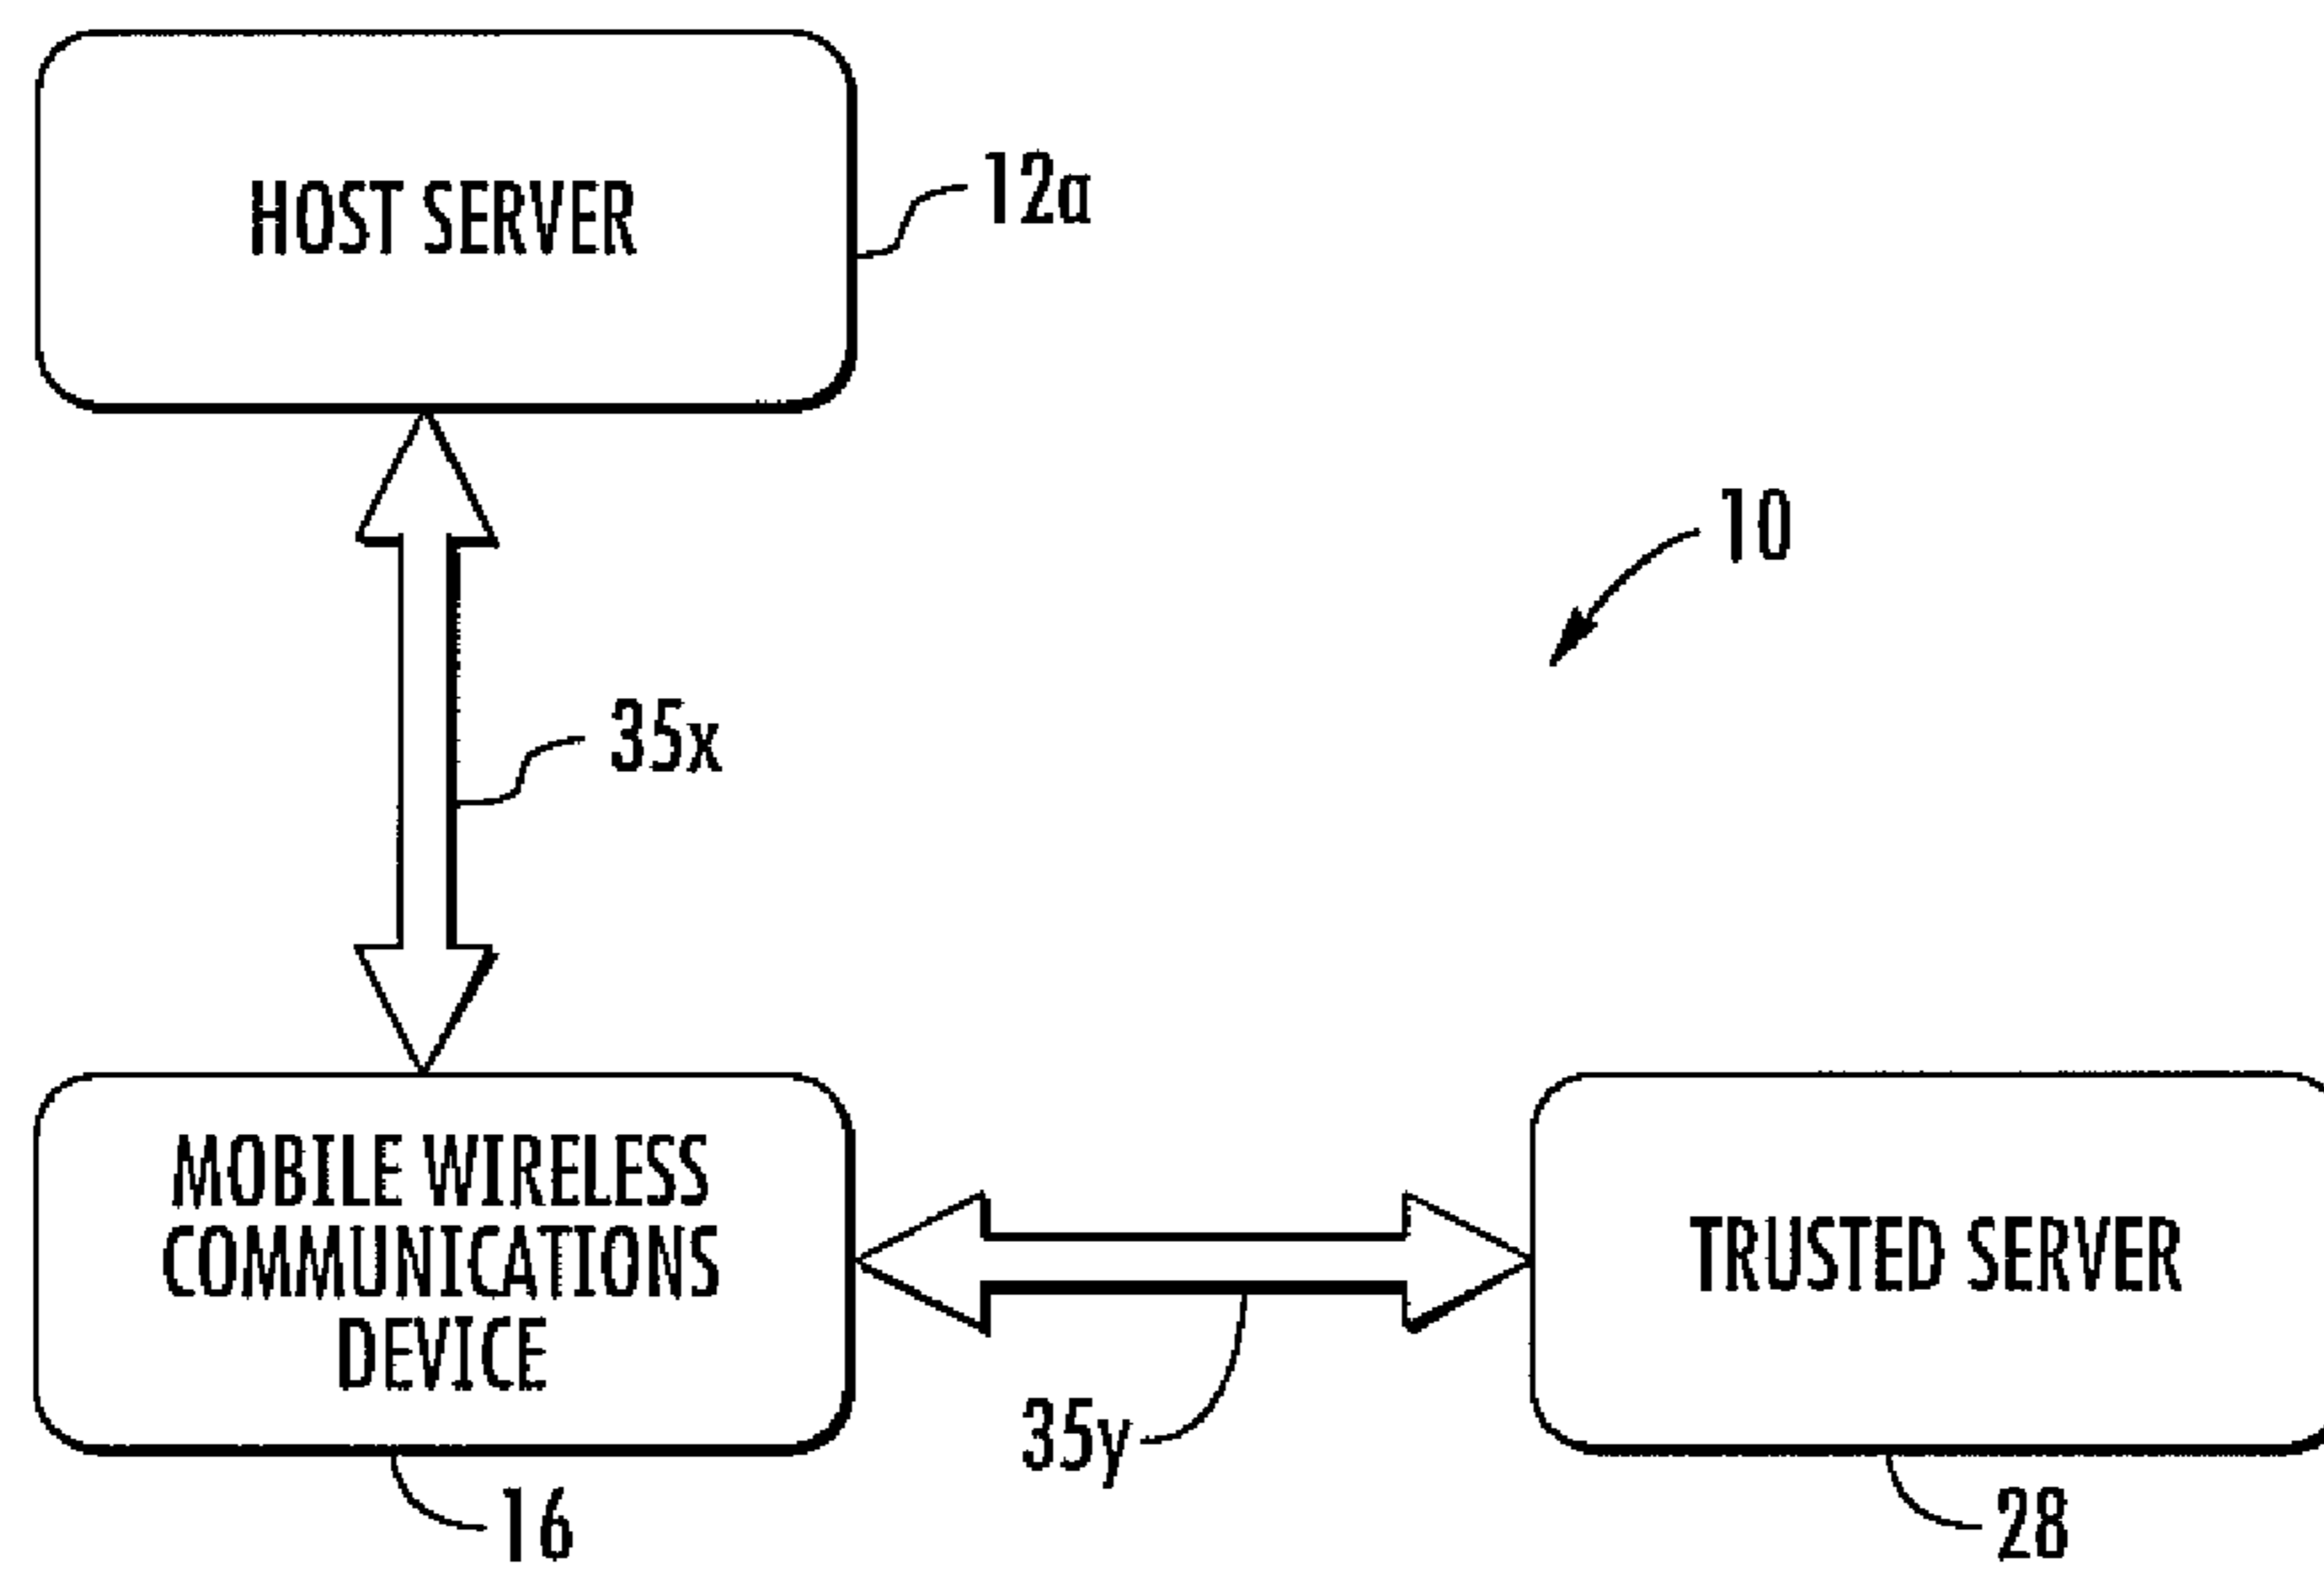 HOST SERVER
12a
10
35x
MOBILE WIRELESS
COMMUNICATIONS
DEVICE
TRUSTED SERVER
35y
16
28